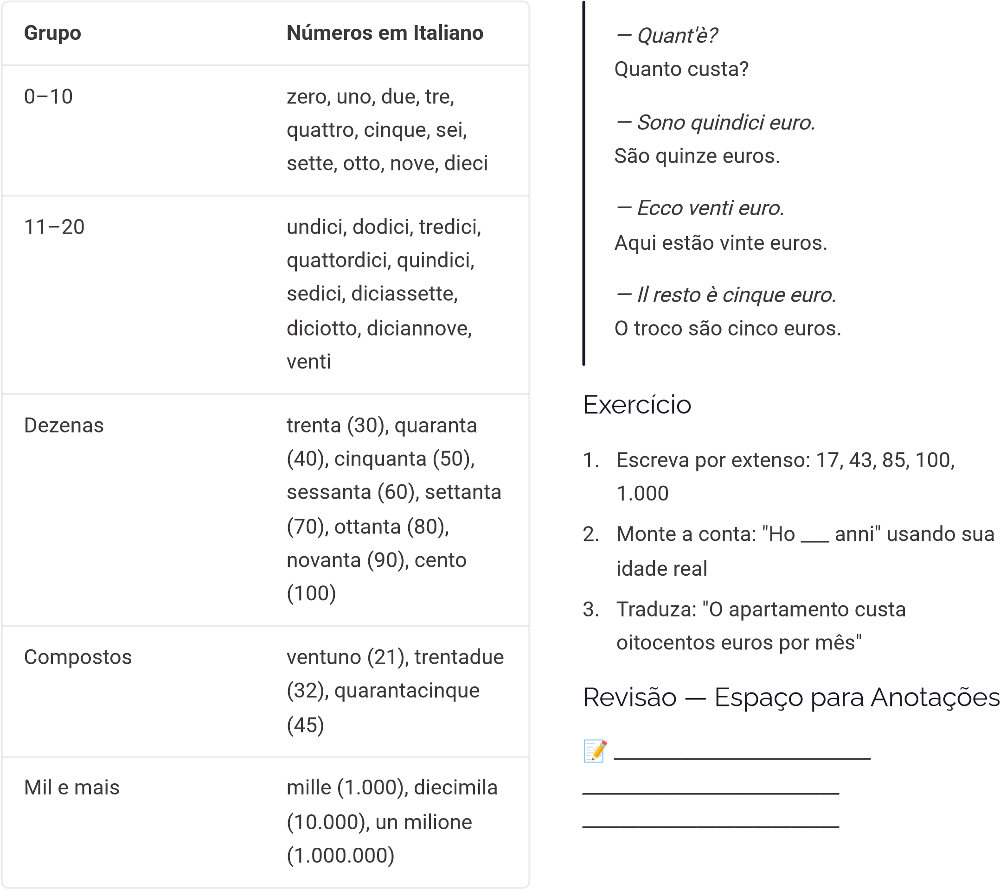 Grupo
Números em Italiano
0–10
zero, uno, due, tre,
quattro, cinque, sei,
sette, otto, nove, dieci
11–20
undici, dodici, tredici,
quattordici, quindici,
sedici, diciassette,
diciotto, diciannove,
venti
Dezenas
trenta (30), quaranta
(40), cinquanta (50),
sessanta (60), settanta
(70), ottanta (80),
novanta (90), cento
(100)
Compostos
ventuno (21), trentadue
(32), quarantacinque
(45)
Mil e mais
mille (1.000), diecimila
(10.000), un milione
(1.000.000)
— Quant'è?
Quanto custa?
— Sono quindici euro.
São quinze euros.
— Ecco venti euro.
Aqui estão vinte euros.
— Il resto è cinque euro.
O troco são cinco euros.
Exercício
1. Escreva por extenso: 17, 43, 85, 100,
1.000
2. Monte a conta: "Ho ___ anni" usando sua
idade real
3. Traduza: "O apartamento custa
oitocentos euros por mês"
Revisão — Espaço para Anotações